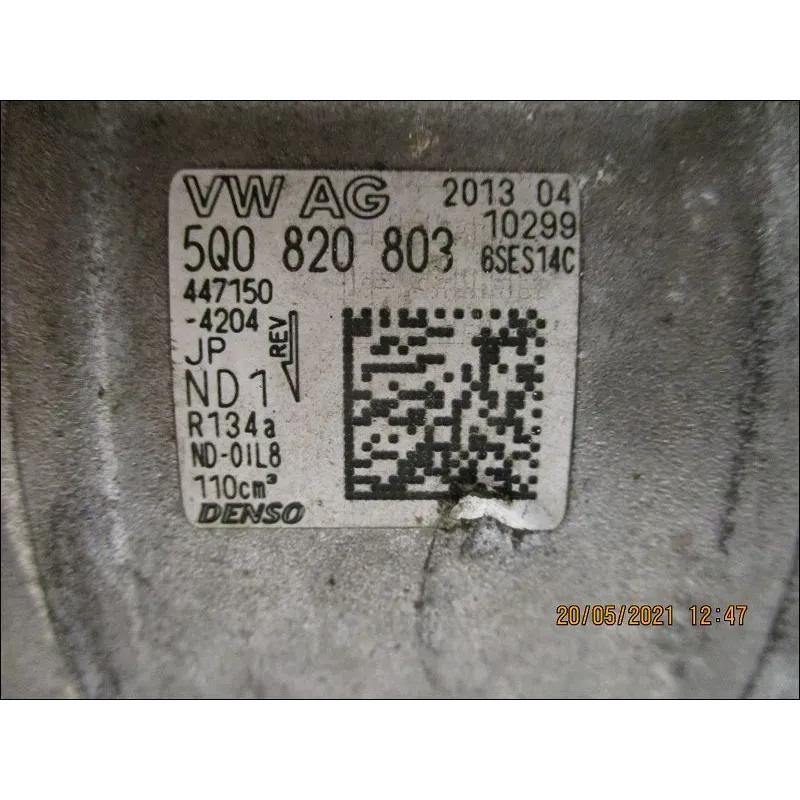 VW AG 2013 04
10299
5Q0 820 803 6SES14C
447150
-4204
REV
JP
ND1
R134a
ND-OIL8
110cm³
DENSO
20/05/2021 12:47